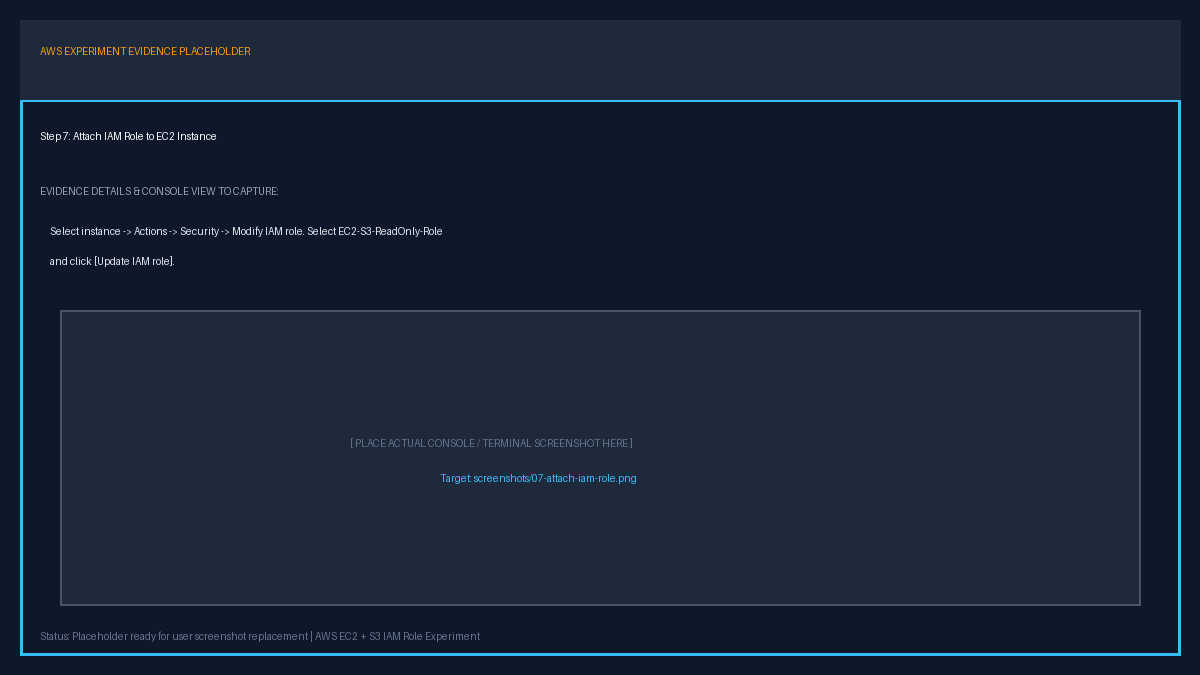 AWS EXPERIMENT EVIDENCE PLACEHOLDER
Step 7: Attach IAM Role to EC2 Instance
EVIDENCE DETAILS & CONSOLE VIEW TO CAPTURE:
Select instance -> Actions -> Security -> Modify IAM role. Select EC2-S3-ReadOnly-Role
and click [Update IAM role].
[ PLACE ACTUAL CONSOLE / TERMINAL SCREENSHOT HERE ]
Target: screenshots/07-attach-iam-role.png
Status: Placeholder ready for user screenshot replacement | AWS EC2 + S3 IAM Role Experiment